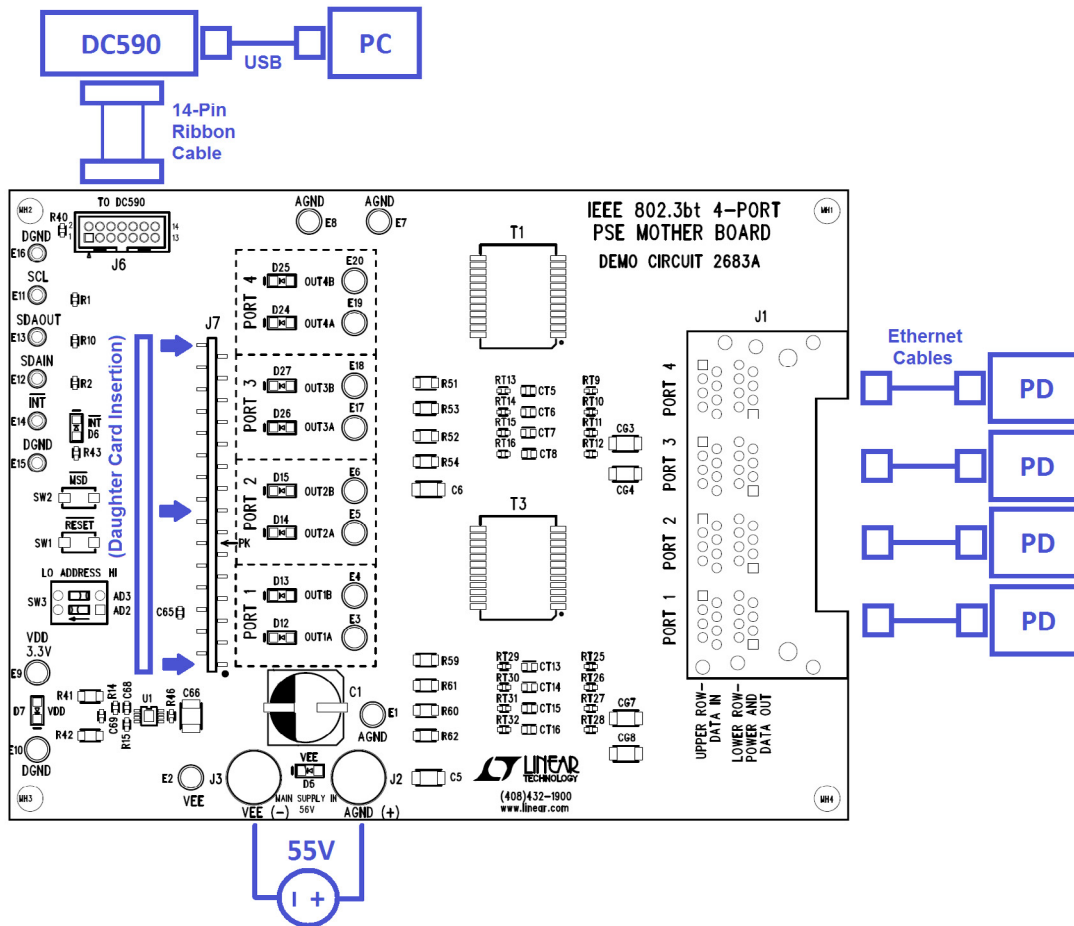 DC590
USB
PC
14-Pin
Ribbon
Cable
MH2
TO DC590
R40
2
1
14
13
J6
DGND
E16
SCL
E11
R1
SDAOUT
E13
R10
SDAIN
E12
R2
INT
E14
INT
D6
DGND
E15
R43
MSD
SW2
RESET
SW1
LO ADDRESS HI
SW3
AD3
AD2
C65
VDD
3.3V
E9
R41
R14
C68
U1
R46
C66
D7
VDD
C69
R15
R42
E10
DGND
MH3
(Daughter Card Insertion)
J7
PK
AGND
E8
AGND
E7
PORT 4
D25
OUT4B
E20
D24
OUT4A
E19
PORT 3
D27
OUT3B
E18
D26
OUT3A
E17
PORT 2
D15
OUT2B
E6
D14
OUT2A
E5
PORT 1
D13
OUT1B
E4
D12
OUT1A
E3
C1
E1
AGND
E2
VEE
J3
VEE
D5
J2
MAIN SUPPLY IN
56V
VEE (-)
AGND (+)
55V
- +
IEEE 802.3bt 4-PORT
PSE MOTHER BOARD
DEMO CIRCUIT 2683A
MH1
T1
R51
R53
R52
R54
C6
RT13
RT14
RT15
RT16
CT5
CT6
CT7
CT8
RT9
RT10
RT11
RT12
CG3
CG4
T3
R59
R61
R60
R62
C5
RT29
RT30
RT31
RT32
CT13
CT14
CT15
CT16
RT25
RT26
RT27
RT28
CG7
CG8
LINEAR
TECHNOLOGY
(408)432-1900
www.linear.com
J1
PORT 4
PORT 3
PORT 2
PORT 1
UPPER ROW-
DATA IN
LOWER ROW-
POWER AND
DATA OUT
MH4
Ethernet
Cables
PD
PD
PD
PD